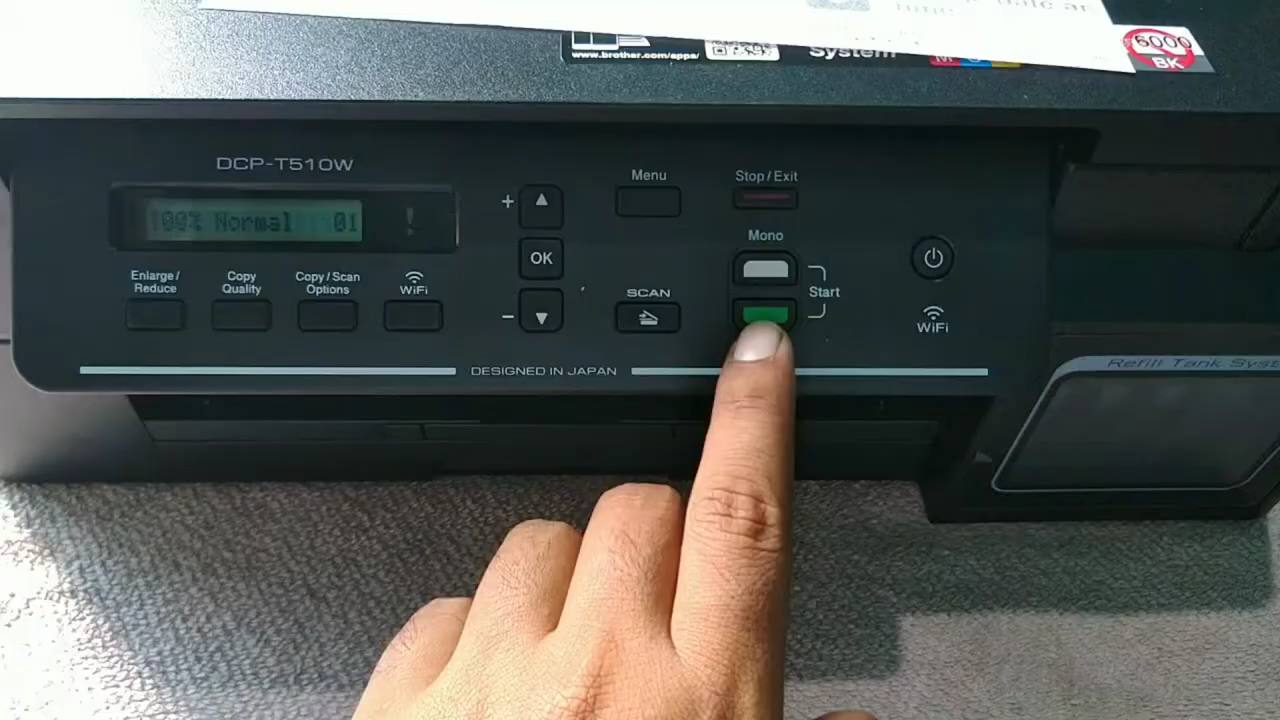 www.brother.com/apps/
System
6000
BK
DCP-T510W
Menu
Stop/Exit
100% Normal 01
+
OK
Mono
Enlarge/
Reduce
Copy
Quality
Copy/Scan
Options
WiFi
−
SCAN
Start
WiFi
DESIGNED IN JAPAN
Refill Tank Syst